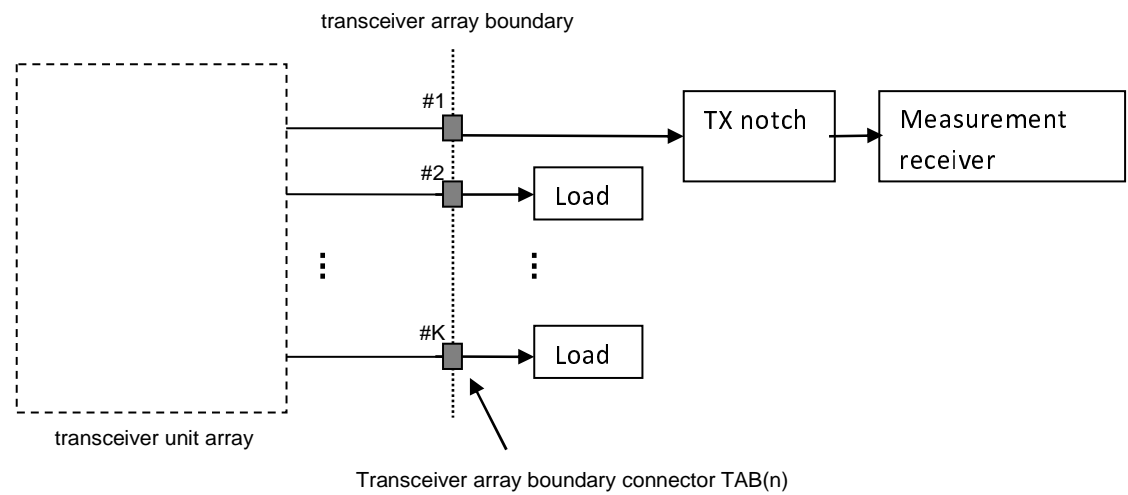 transceiver array boundary
#1
TX notch
Measurement
receiver
#2
Load
#K
Load
transceiver unit array
Transceiver array boundary connector TAB(n)